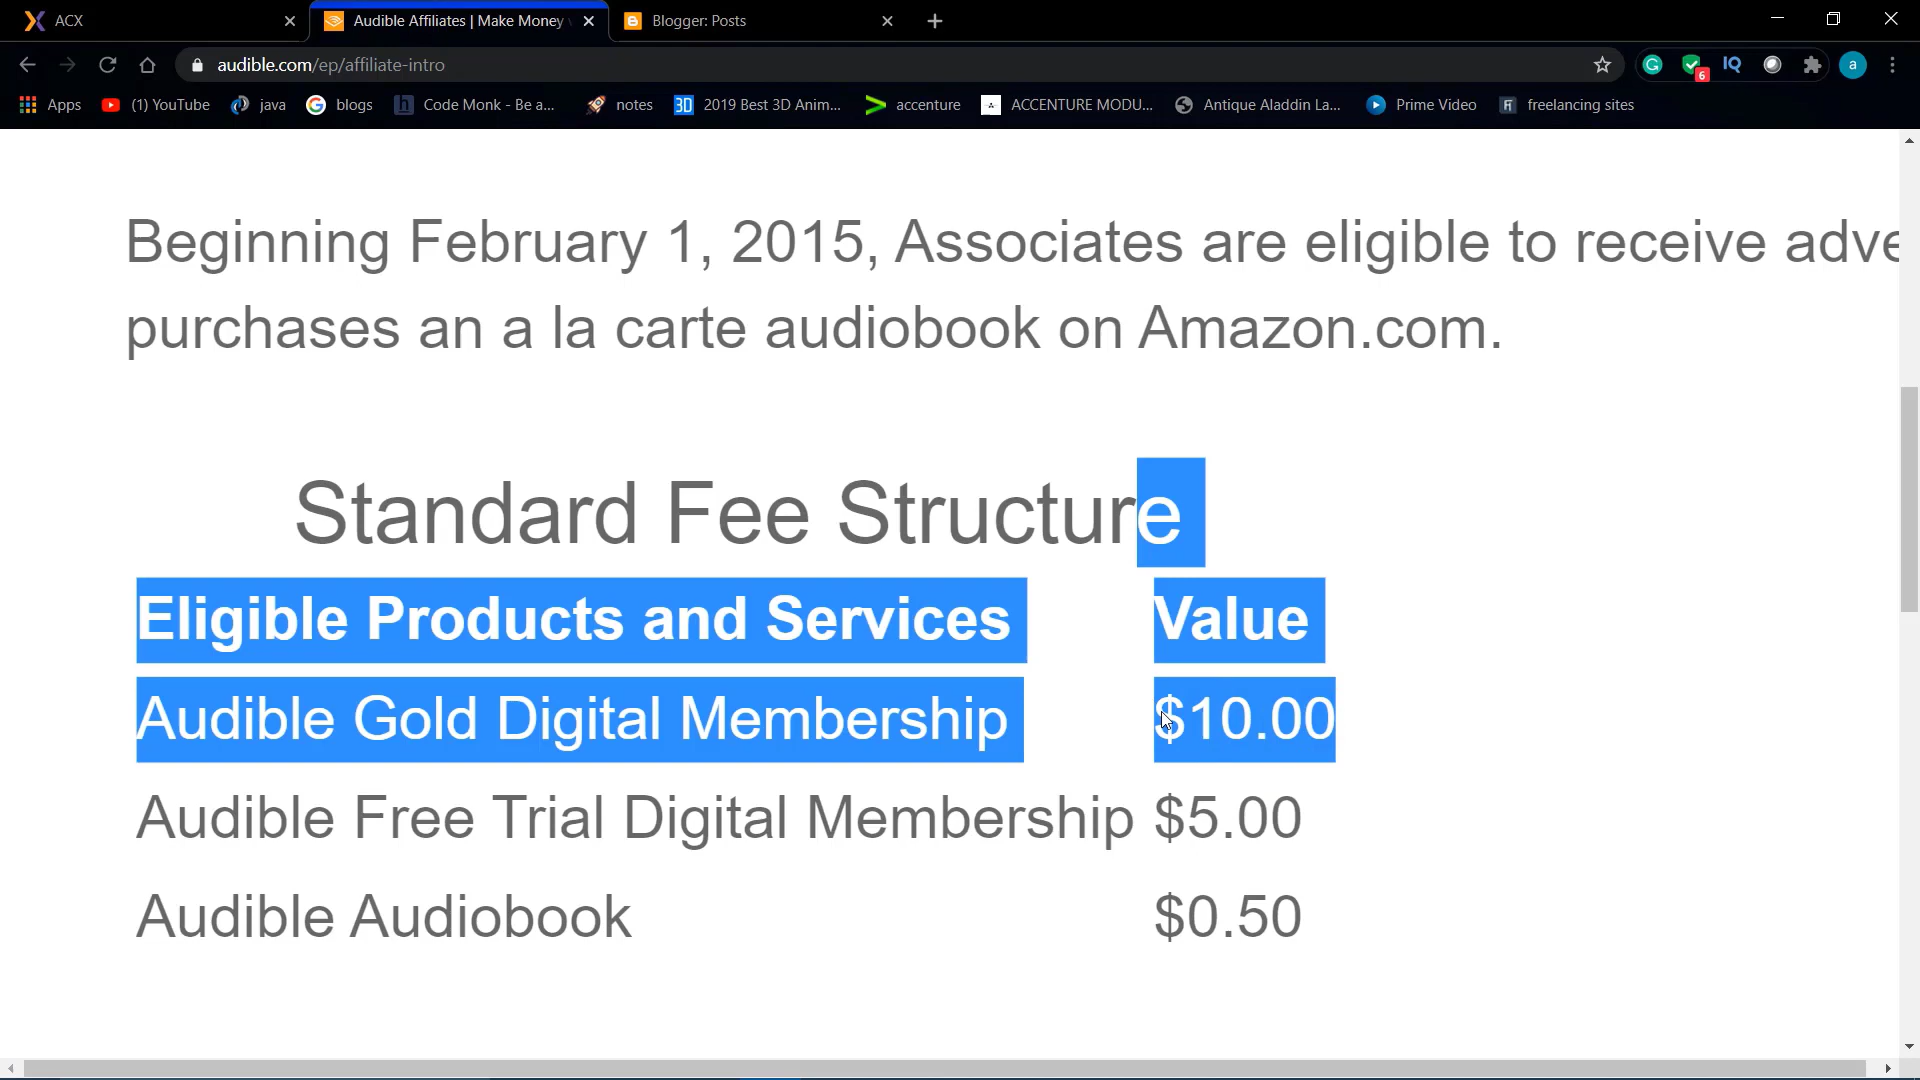 ACX
Audible Affiliates | Make Money
Blogger: Posts
audible.com/ep/affiliate-intro
6
IQ
a
Apps
(1) YouTube
java
blogs
Code Monk - Be a...
notes
3D
2019 Best 3D Anim...
accenture
ACCENTURE MODU...
Antique Aladdin La...
Prime Video
freelancing sites
Beginning February 1, 2015, Associates are eligible to receive adve
purchases an a la carte audiobook on Amazon.com.
Standard Fee Structure
Eligible Products and Services Value
Audible Gold Digital Membership $10.00
Audible Free Trial Digital Membership $5.00
Audible Audiobook $0.50